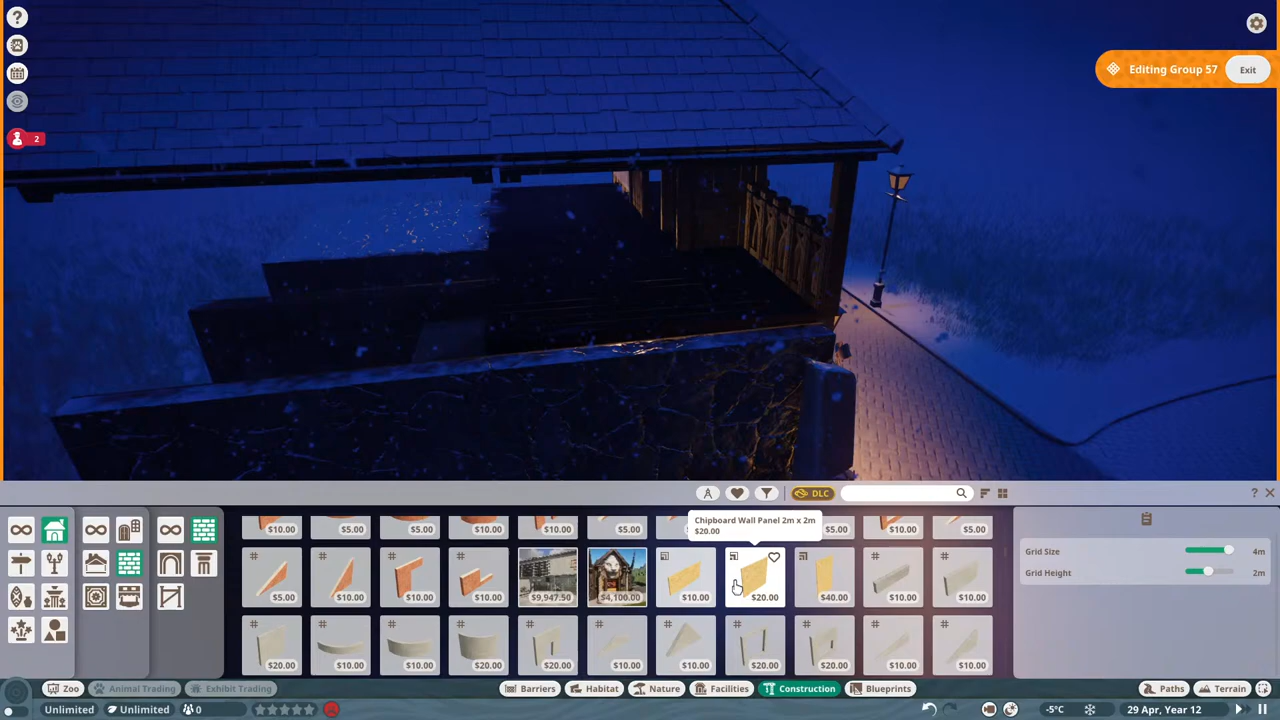 ?
Editing Group 57
Exit
2
DLC
?
Chipboard Wall Panel 2m x 2m
$20.00
$10.00
$5.00
$10.00
$5.00
$10.00
$5.00
$5.00
$10.00
$5.00
$5.00
$10.00
$10.00
$10.00
$9,947.50
$4,100.00
$10.00
$20.00
$40.00
$10.00
$10.00
$20.00
$10.00
$10.00
$20.00
$20.00
$10.00
$10.00
$20.00
$20.00
$10.00
$10.00
Grid Size
4m
Grid Height
2m
Zoo
Animal Trading
Exhibit Trading
Barriers
Habitat
Nature
Facilities
Construction
Blueprints
Paths
Terrain
Unlimited
Unlimited
0
-5°C
29 Apr, Year 12